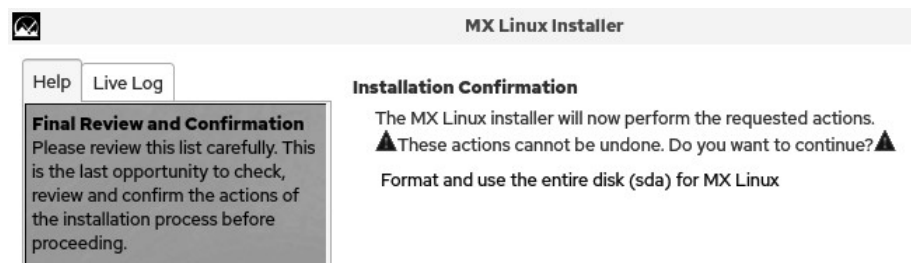 MX Linux Installer
Help
Live Log
Final Review and Confirmation
Please review this list carefully. This
is the last opportunity to check,
review and confirm the actions of
the installation process before
proceeding.
Installation Confirmation
The MX Linux installer will now perform the requested actions.
These actions cannot be undone. Do you want to continue?
Format and use the entire disk (sda) for MX Linux